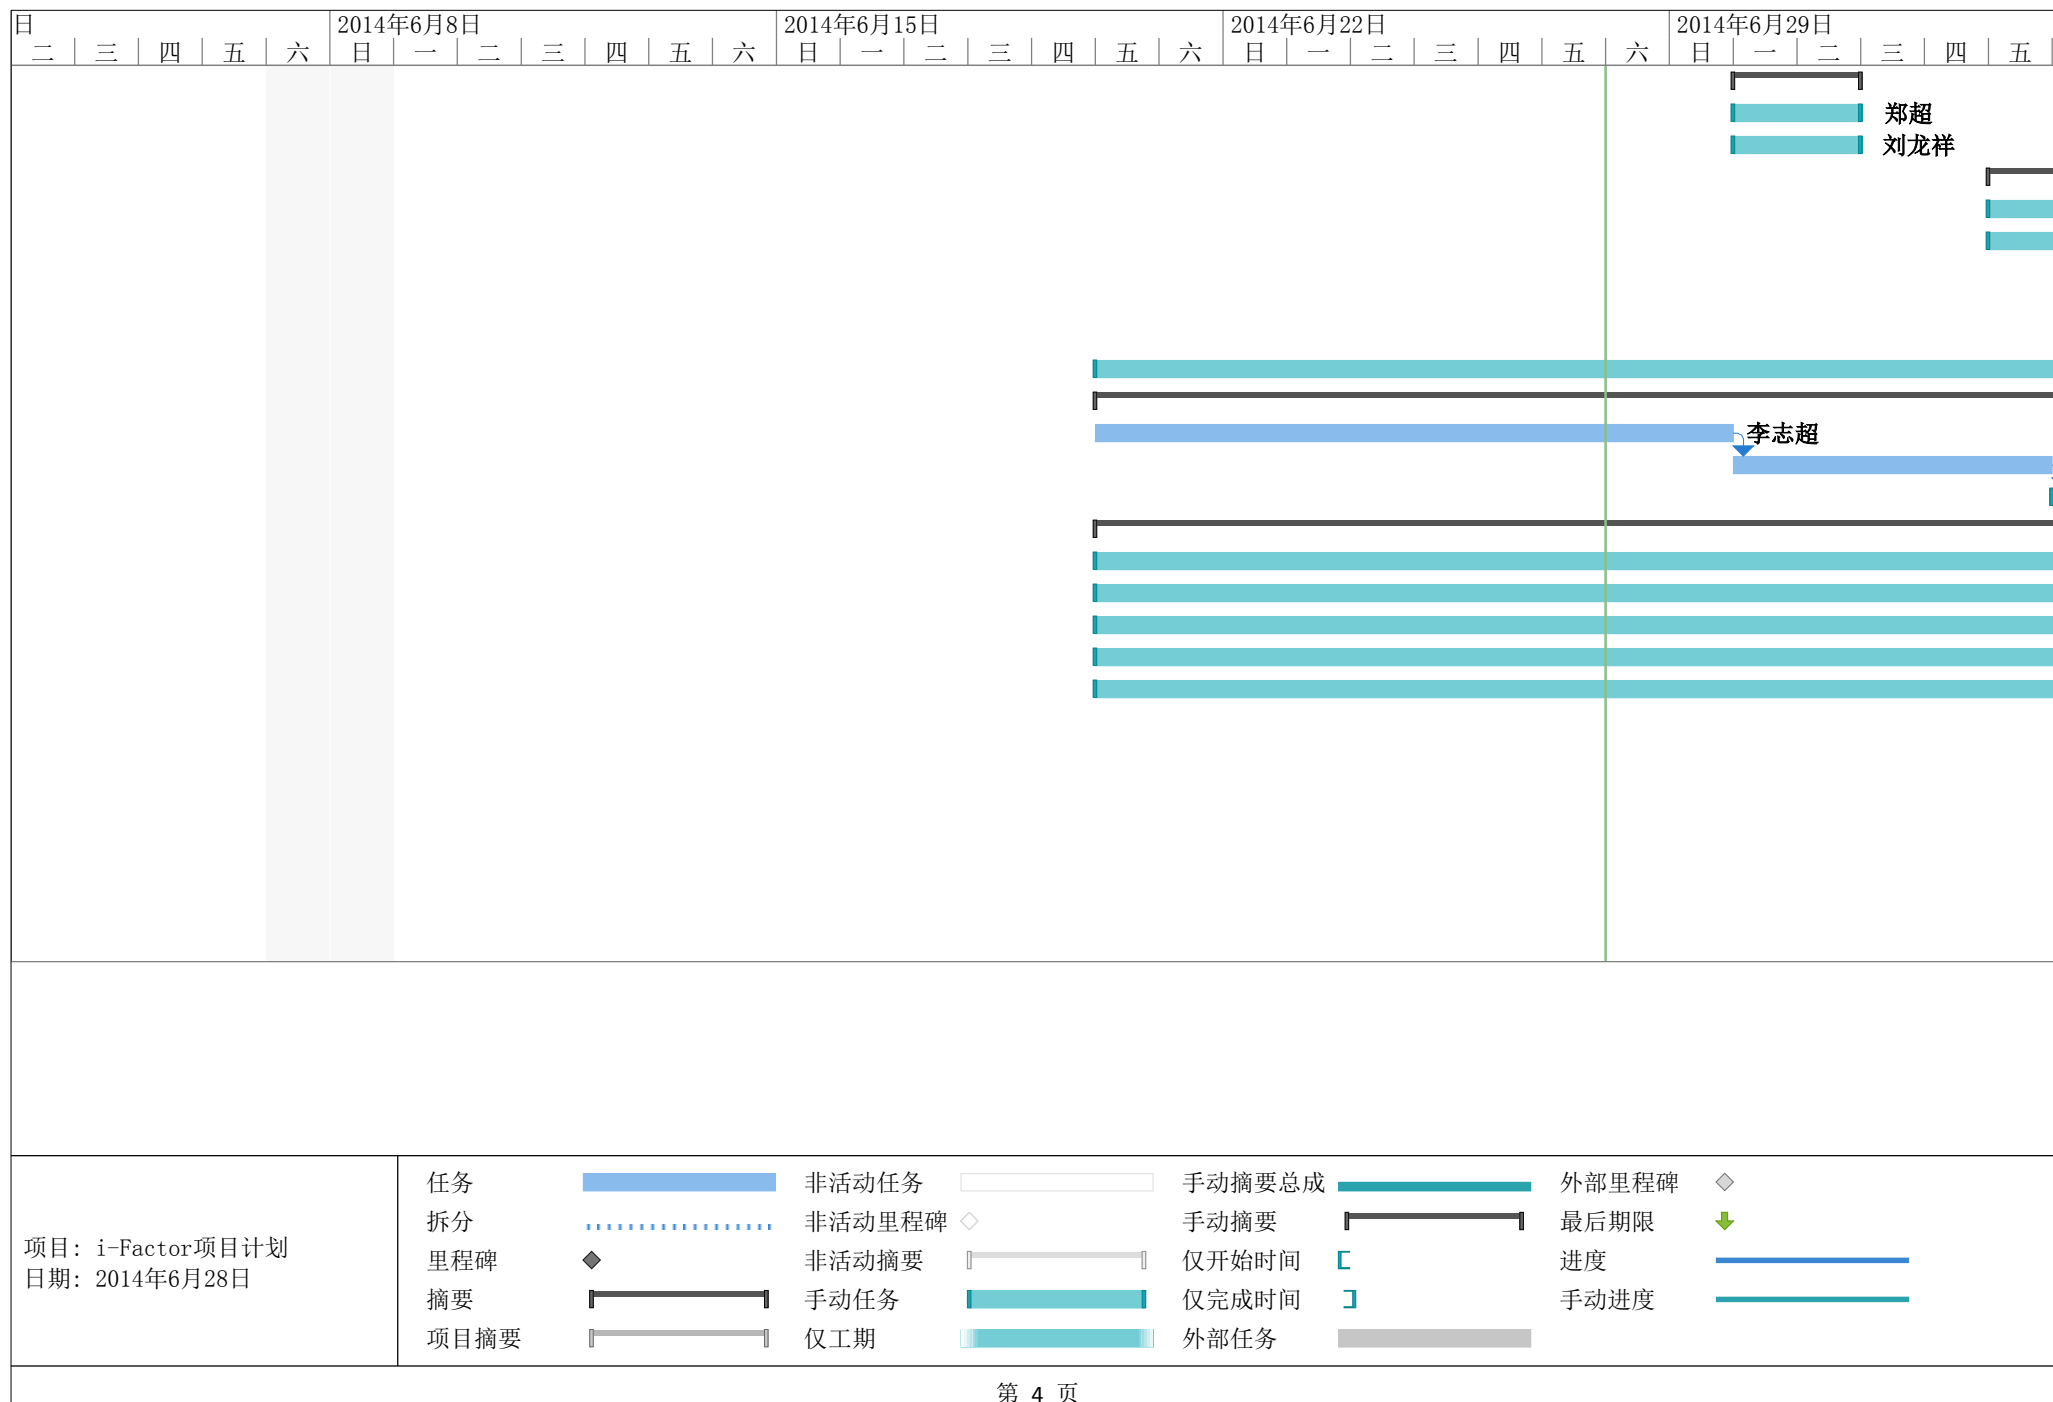 日 2014年6月8日 2014年6月15日 2014年6月22日 2014年6月29日
二 三 四 五 六 日 一 二 三 四 五 六 日 一 二 三 四 五 六 日 一 二 三 四 五 六 日 一 二 三 四 五
郑超
刘龙祥
李志超
任务 非活动任务 手动摘要总成 外部里程碑
拆分 非活动里程碑 手动摘要 最后期限
项目: i-Factor项目计划
里程碑 非活动摘要 仅开始时间 进度
日期: 2014年6月28日
摘要 手动任务 仅完成时间 手动进度
项目摘要 仅工期 外部任务
第 4 页